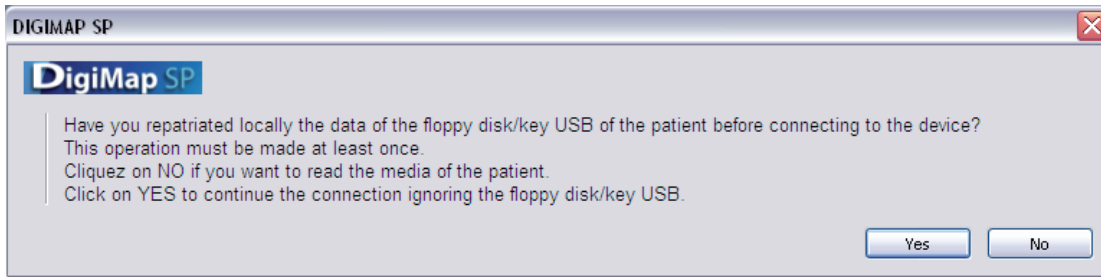 DIGIMAP SP
DigiMap SP
Have you repatriated locally the data of the floppy disk/key USB of the patient before connecting to the device?
This operation must be made at least once.
Cliquez on NO if you want to read the media of the patient.
Click on YES to continue the connection ignoring the floppy disk/key USB.
Yes No